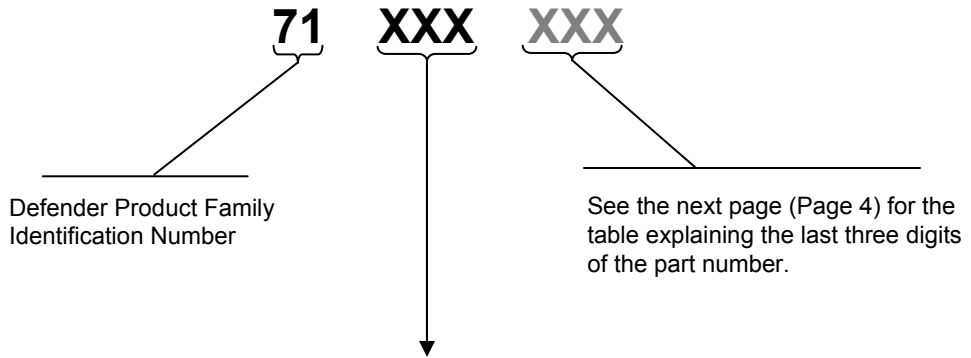 71 XXX XXX
Defender Product Family
Identification Number
See the next page (Page 4) for the
table explaining the last three digits
of the part number.